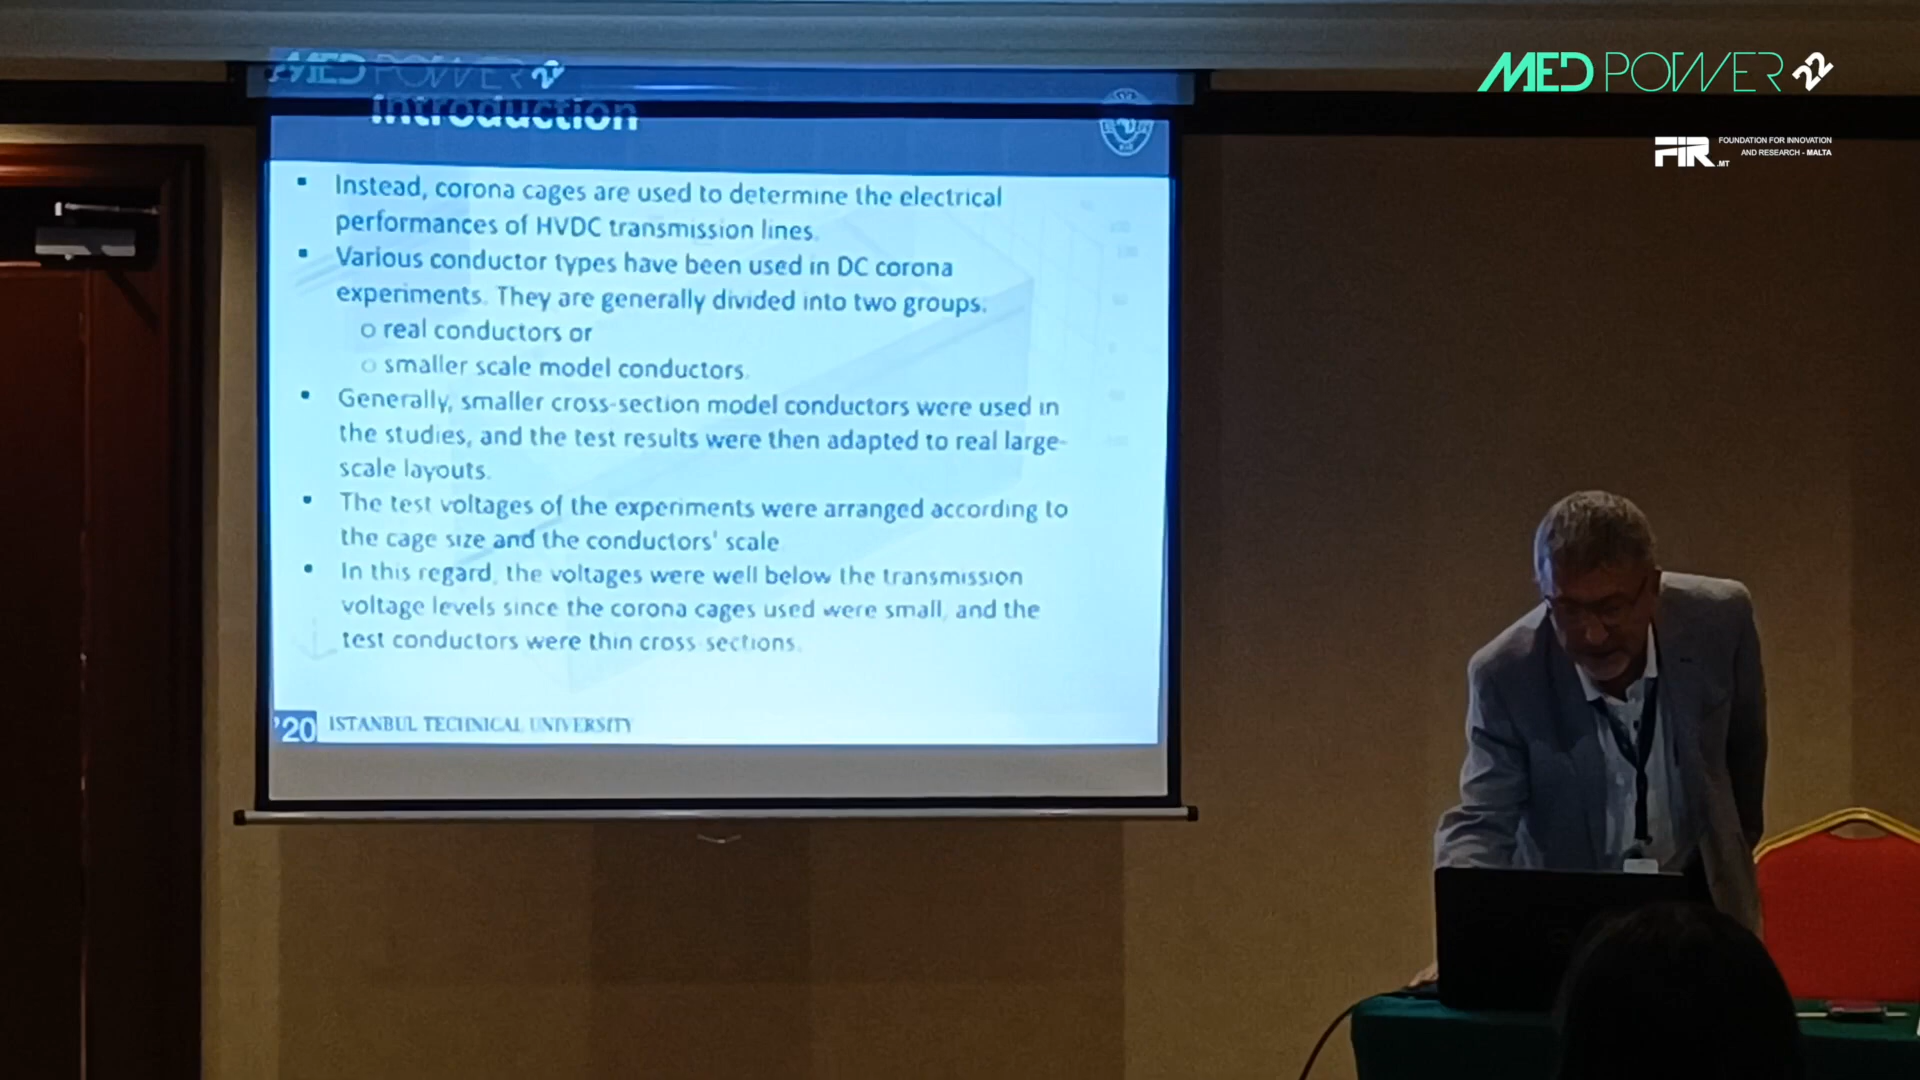 MED POWER 22
FIR.MT
FOUNDATION FOR INNOVATION
AND RESEARCH - MALTA
MED POWER 22
Introduction
▪ Instead, corona cages are used to determine the electrical
performances of HVDC transmission lines.
▪ Various conductor types have been used in DC corona
experiments. They are generally divided into two groups.
o real conductors or
o smaller scale model conductors.
▪ Generally, smaller cross-section model conductors were used in
the studies, and the test results were then adapted to real large-
scale layouts.
▪ The test voltages of the experiments were arranged according to
the cage size and the conductors' scale
▪ In this regard, the voltages were well below the transmission
voltage levels since the corona cages used were small, and the
test conductors were thin cross sections.
'20 ISTANBUL TECHNICAL UNIVERSITY